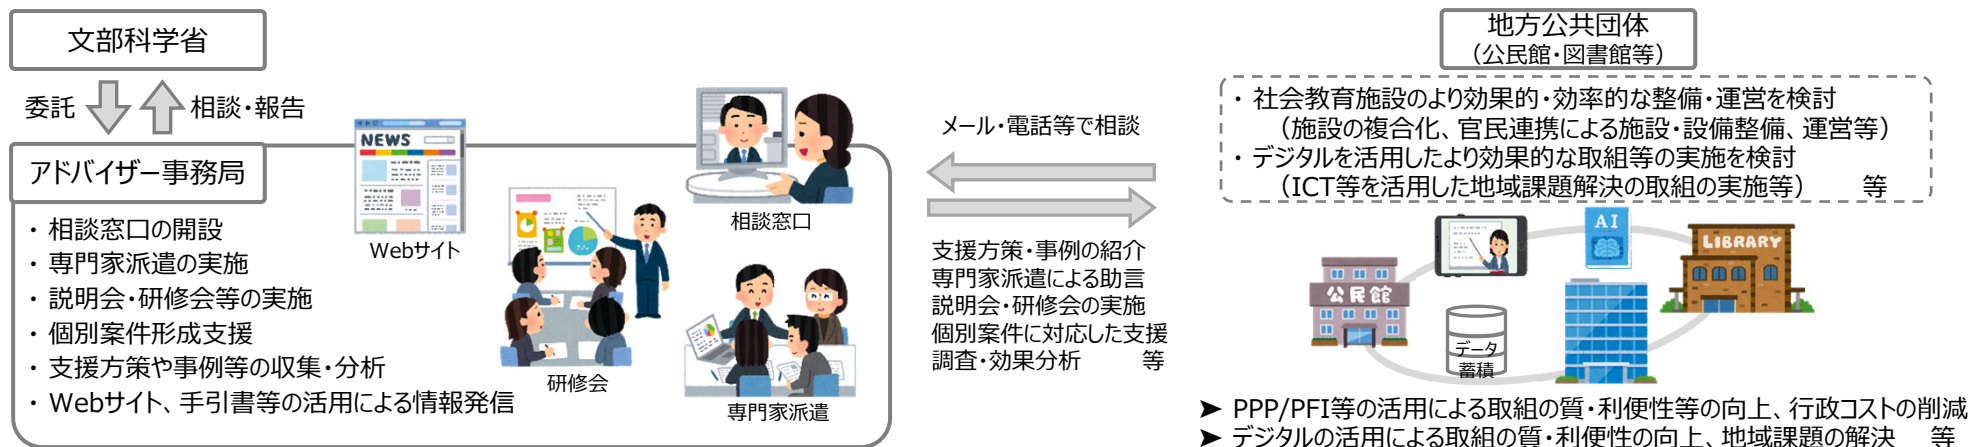 文部科学省
委託
相談・報告
アドバイザー事務局
・ 相談窓口の開設
・ 専門家派遣の実施
・ 説明会・研修会等の実施
・ 個別案件形成支援
・ 支援方策や事例等の収集・分析
・ Webサイト、手引書等の活用による情報発信
NEWS
Webサイト
研修会
相談窓口
専門家派遣
メール・電話等で相談
支援方策・事例の紹介
専門家派遣による助言
説明会・研修会の実施
個別案件に対応した支援
調査・効果分析 等
地方公共団体
（公民館・図書館等）
・ 社会教育施設のより効果的・効率的な整備・運営を検討
（施設の複合化、官民連携による施設・設備整備、運営等）
・ デジタルを活用したより効果的な取組等の実施を検討
（ICT等を活用した地域課題解決の取組の実施等） 等
AI
LIBRARY
公民館
データ
蓄積
➤ PPP/PFI等の活用による取組の質・利便性等の向上、行政コストの削減
➤ デジタルの活用による取組の質・利便性の向上、地域課題の解決 等